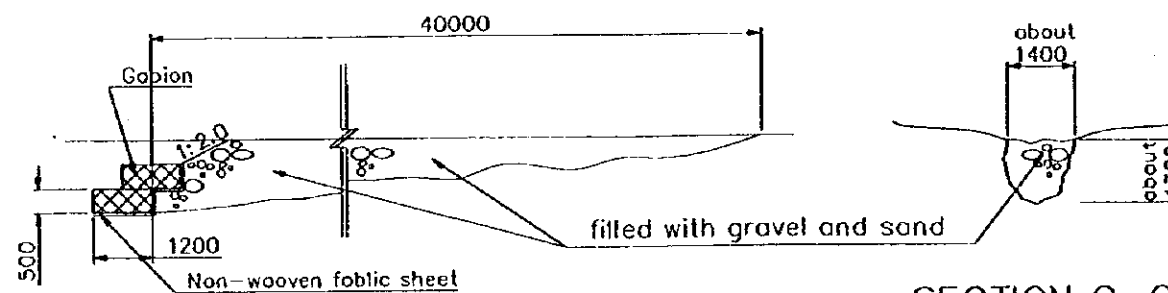 40000
about
1400
Gabion
1:2.0
about
filled with gravel and sand
500
1200
Non-wooven foblic sheet